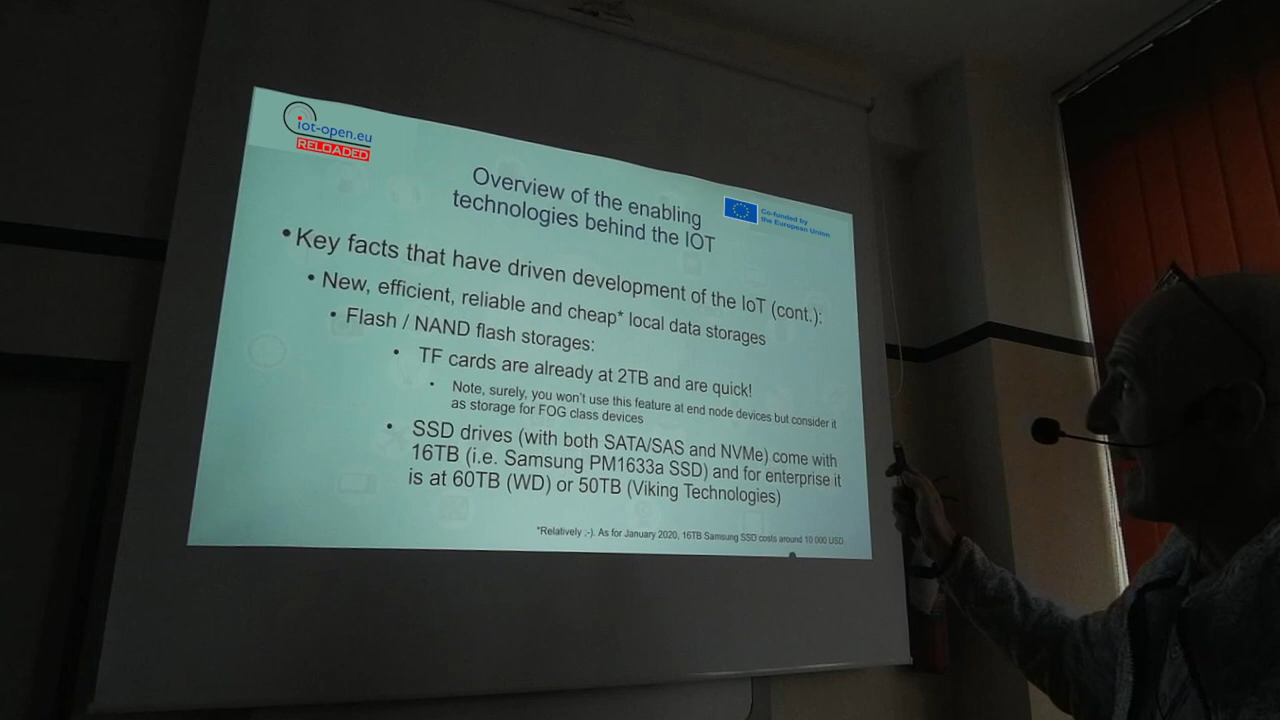 iot-open.eu
RELOADED
Overview of the enabling
technologies behind the IOT
Co-funded by
the European Union
• Key facts that have driven development of the IoT (cont.):
• New, efficient, reliable and cheap* local data storages
• Flash / NAND flash storages:
• TF cards are already at 2TB and are quick!
• Note, surely, you won't use this feature at end node devices but consider it
as storage for FOG class devices
• SSD drives (with both SATA/SAS and NVMe) come with
16TB (i.e. Samsung PM1633a SSD) and for enterprise it
is at 60TB (WD) or 50TB (Viking Technologies)
*Relatively ;-). As for January 2020, 16TB Samsung SSD costs around 10 000 USD.